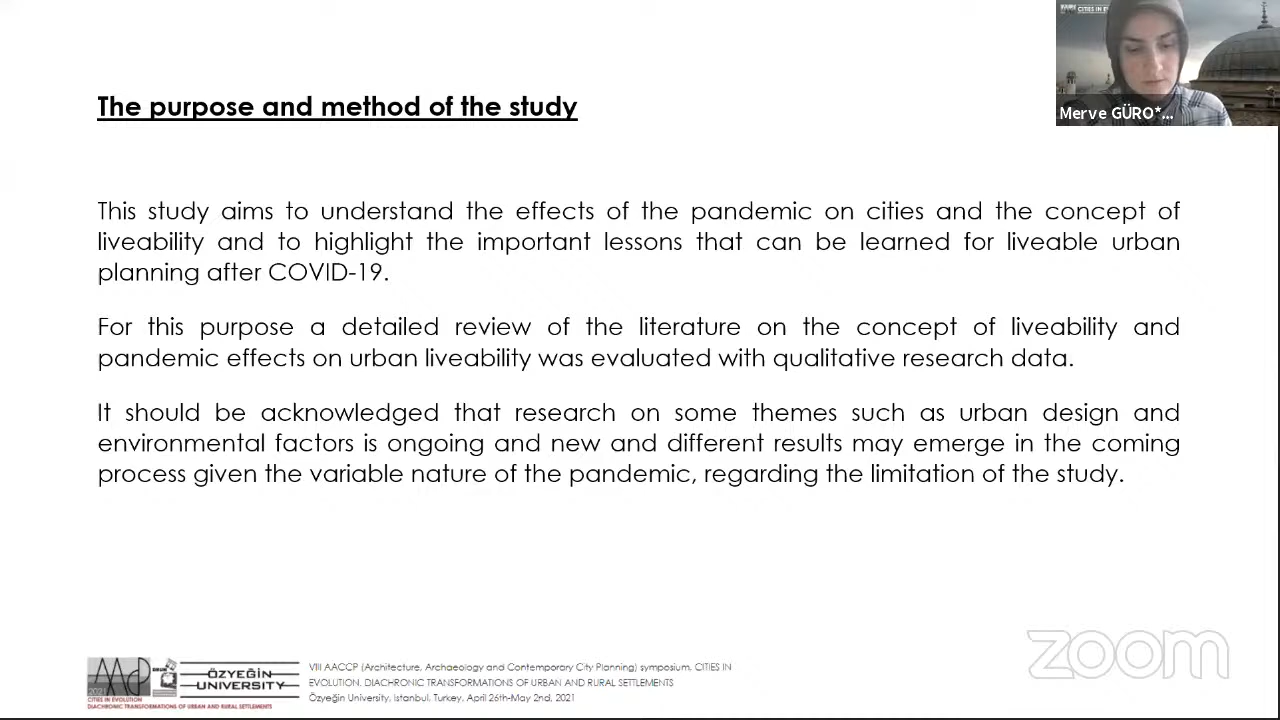 CITIES IN E
The purpose and method of the study
Merve GÜRO*...
This study aims to understand the effects of the pandemic on cities and the concept of
liveability and to highlight the important lessons that can be learned for liveable urban
planning after COVID-19.
For this purpose a detailed review of the literature on the concept of liveability and
pandemic effects on urban liveability was evaluated with qualitative research data.
It should be acknowledged that research on some themes such as urban design and
environmental factors is ongoing and new and different results may emerge in the coming
process given the variable nature of the pandemic, regarding the limitation of the study.
zoom
AACP
2021
CITIES IN EVOLUTION
DIACHRONIC TRANSFORMATIONS OF URBAN AND RURAL SETTLEMENTS
ÖZYEĞİN
UNIVERSITY
VIII AACCP (Architecture, Archaeology and Contemporary City Planning) symposium, CITIES IN
EVOLUTION. DIACHRONIC TRANSFORMATIONS OF URBAN AND RURAL SETTLEMENTS
Özyeğin University, Istanbul, Turkey, April 26th-May 2nd, 2021